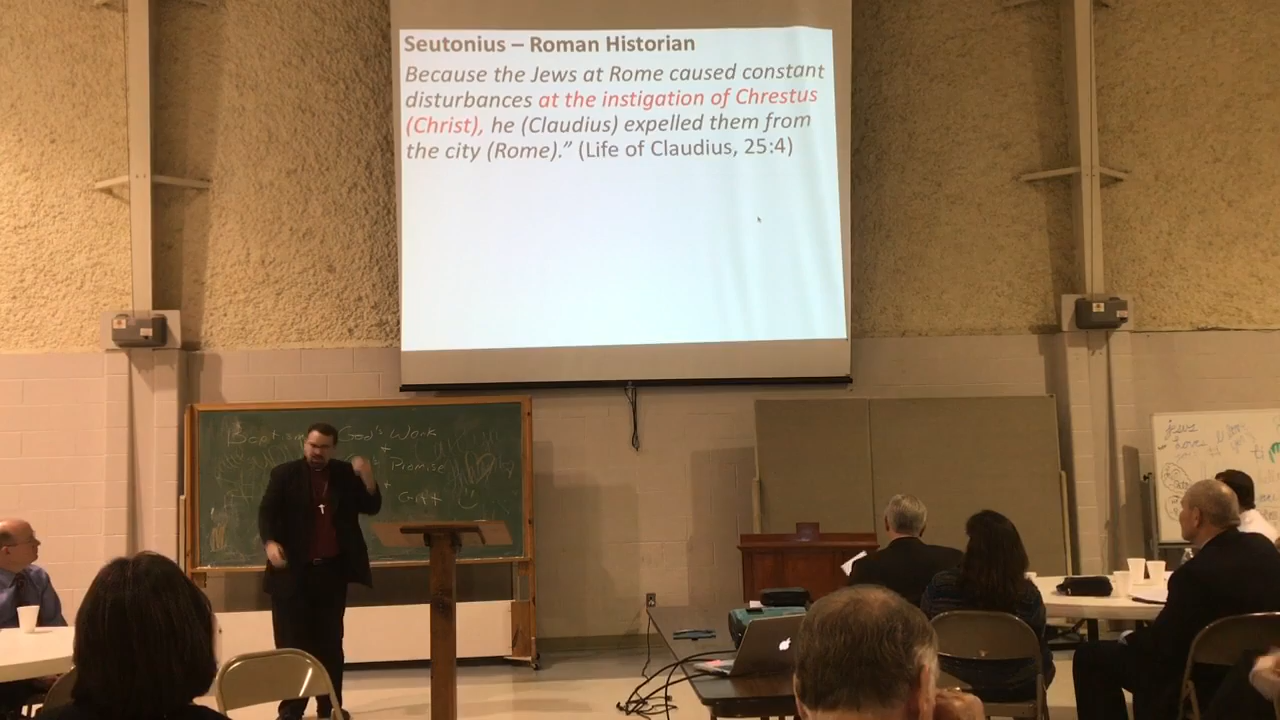 Seutonius – Roman Historian
Because the Jews at Rome caused constant
disturbances at the instigation of Chrestus
(Christ), he (Claudius) expelled them from
the city (Rome).” (Life of Claudius, 25:4)
God's Work
+
Promise
+
Gift
Jews